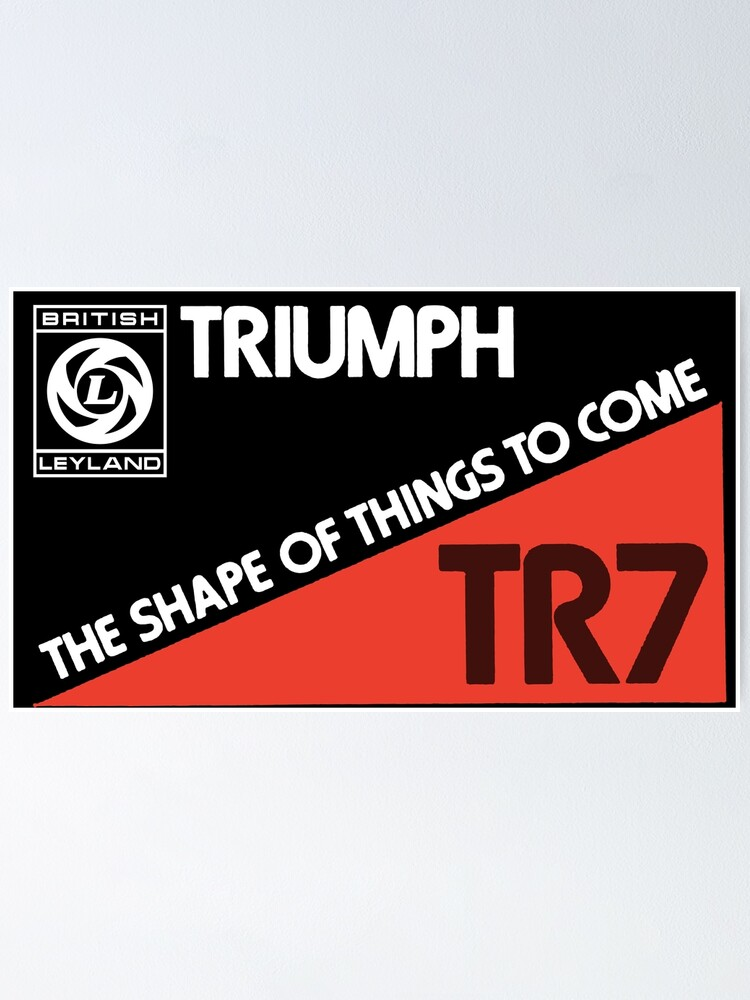 BRITISH
L
LEYLAND
TRIUMPH
THE SHAPE OF THINGS TO COME
TR7